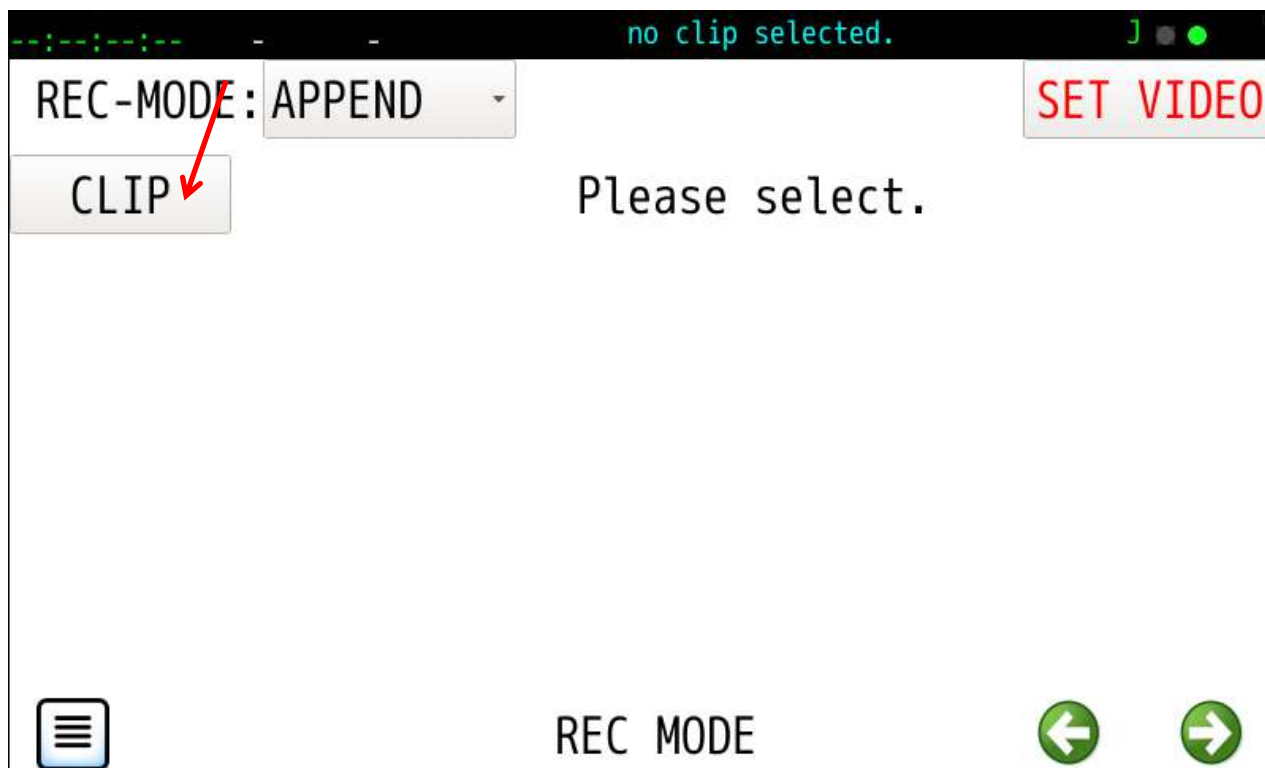 --:--:--:-- - - no clip selected. J
REC-MODE: APPEND SET VIDEO
CLIP Please select.
REC MODE